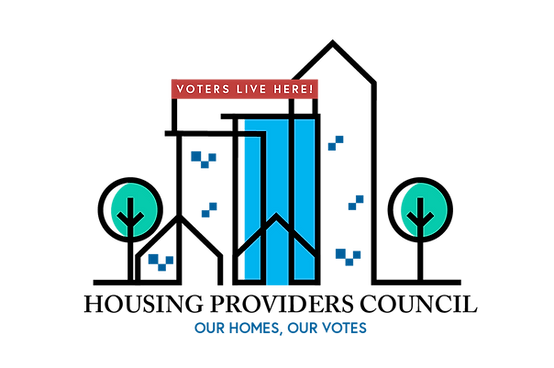 VOTERS LIVE HERE!
HOUSING PROVIDERS COUNCIL
OUR HOMES, OUR VOTES